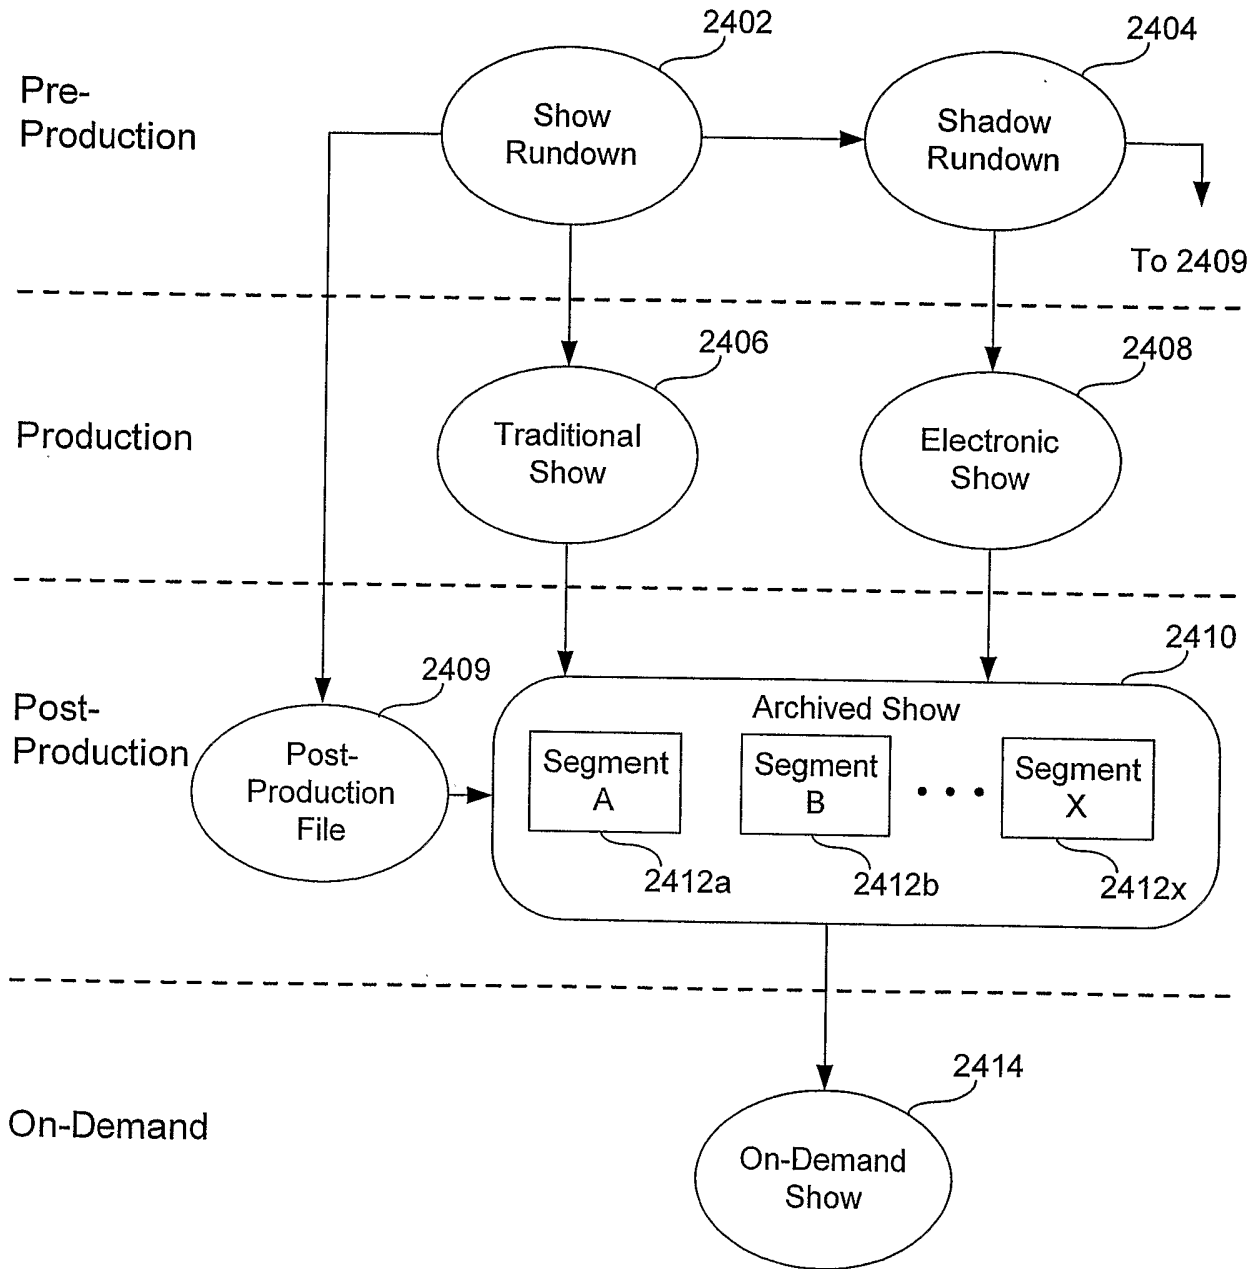 2402
2404
Pre-
Production
Show
Rundown
Shadow
Rundown
To 2409
2406
2408
Production
Traditional
Show
Electronic
Show
2410
2409
Post-
Production
Archived Show
Post-
Production
File
Segment
A
Segment
B
Segment
X
2412a
2412b
2412x
2414
On-Demand
On-Demand
Show